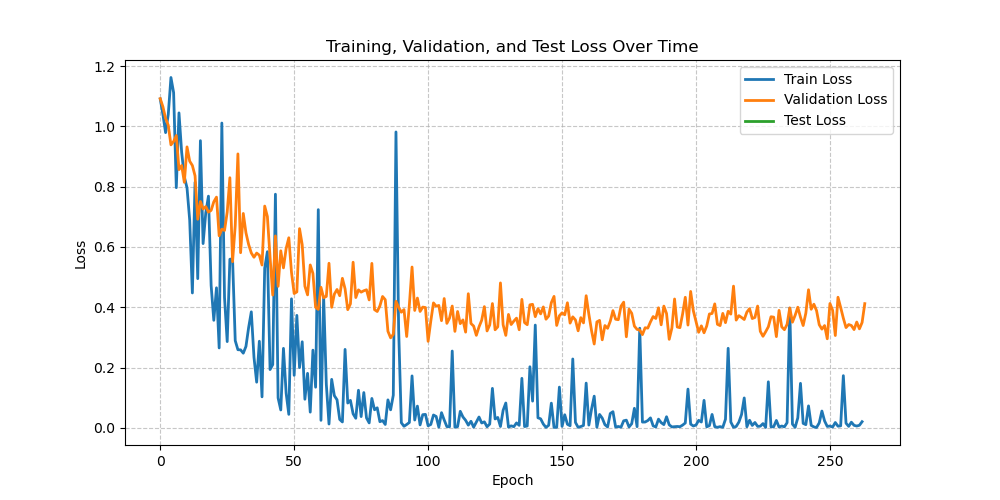 Training, Validation, and Test Loss Over Time
Train Loss
Validation Loss
Test Loss
Loss
1.2
1.0
0.8
0.6
0.4
0.2
0.0
0 50 100 150 200 250
Epoch